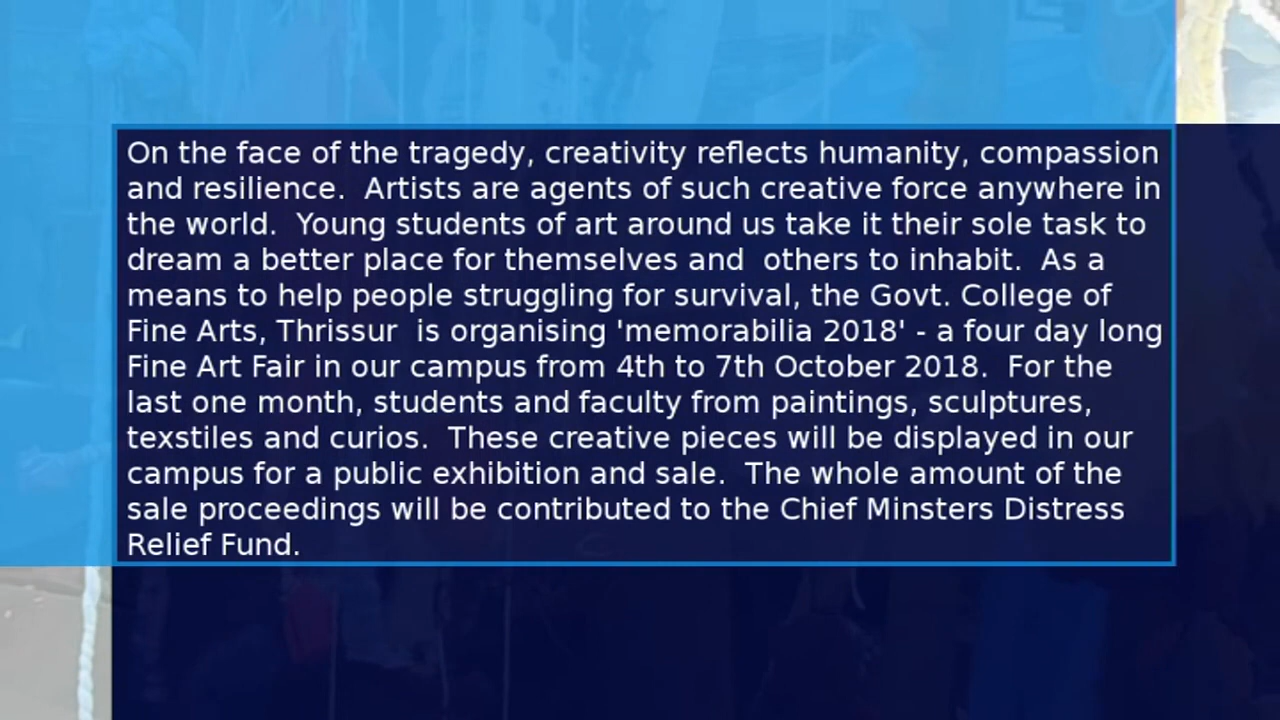 On the face of the tragedy, creativity reflects humanity, compassion
and resilience.  Artists are agents of such creative force anywhere in
the world.  Young students of art around us take it their sole task to
dream a better place for themselves and  others to inhabit.  As a
means to help people struggling for survival, the Govt. College of
Fine Arts, Thrissur  is organising 'memorabilia 2018' - a four day long
Fine Art Fair in our campus from 4th to 7th October 2018.  For the
last one month, students and faculty from paintings, sculptures,
texstiles and curios.  These creative pieces will be displayed in our
campus for a public exhibition and sale.  The whole amount of the
sale proceedings will be contributed to the Chief Minsters Distress
Relief Fund.